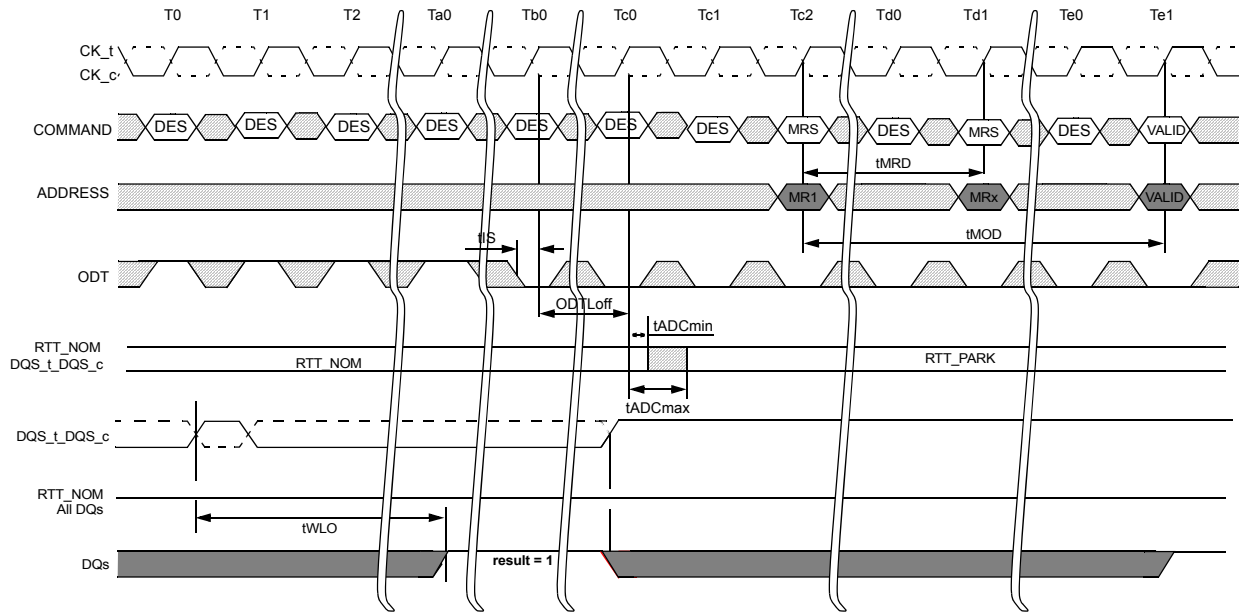 T0 T1 T2 Ta0 Tb0 Tc0 Tc1 Tc2 Td0 Td1 Te0 Te1
CK_t
CK_c
COMMAND DES DES DES DES DES DES DES MRS DES MRS DES VALID
tMRD
ADDRESS MR1 MRx VALID
tIS tMOD
ODT
ODTLoff
tADCmin
RTT_NOM
DQS_t_DQS_c RTT_NOM RTT_PARK
tADCmax
DQS_t_DQS_c
RTT_NOM
All DQs
tWLO
DQs result = 1